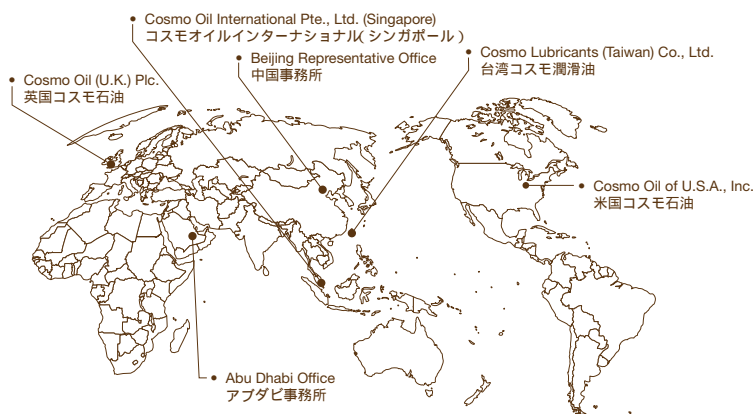 Cosmo Oil International Pte., Ltd. (Singapore)
コスモオイルインターナショナル( シンガポール )
Beijing Representative Office
中国事務所
Cosmo Lubricants (Taiwan) Co., Ltd.
台湾コスモ潤滑油
Cosmo Oil (U.K.) Plc.
英国コスモ石油
Cosmo Oil of U.S.A., Inc.
米国コスモ石油
Abu Dhabi Office
アブダビ事務所